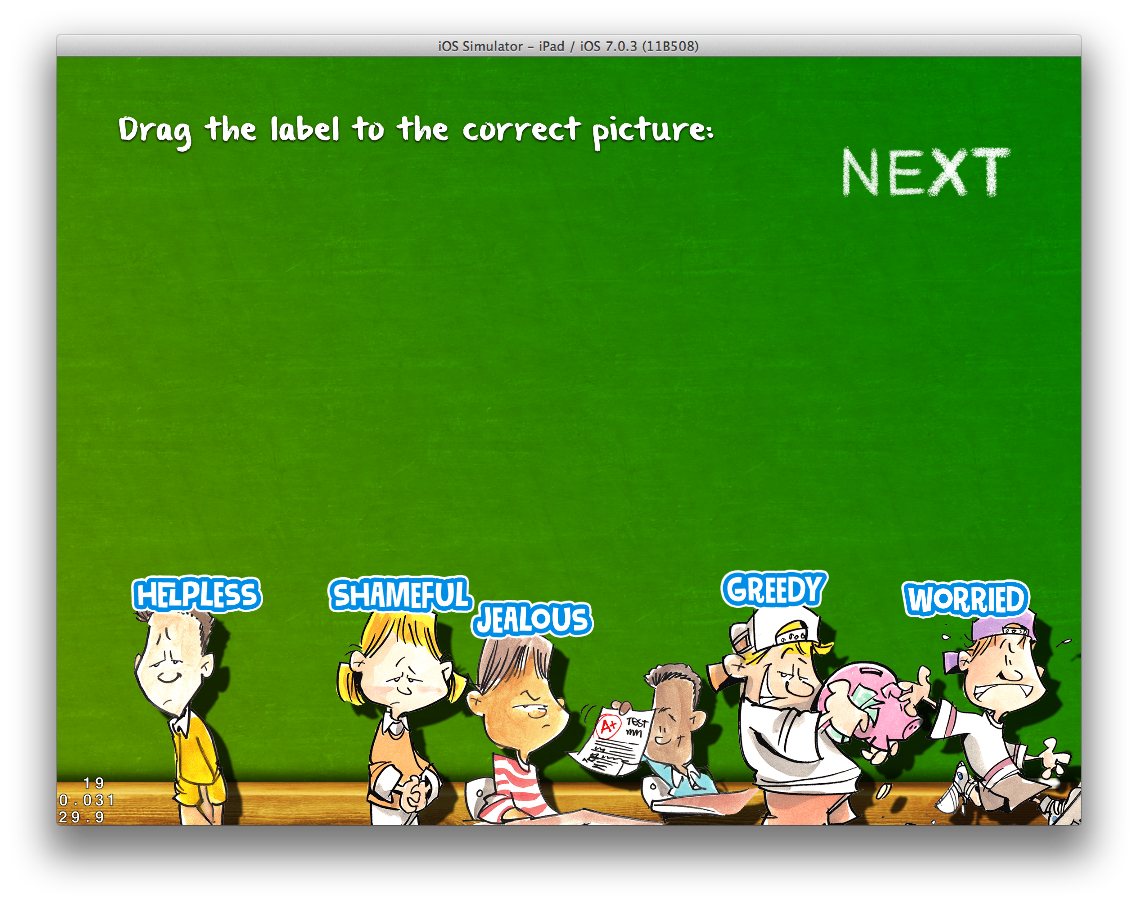 iOS Simulator – iPad / iOS 7.0.3 (11B508)
Drag the label to the correct picture:
NEXT
HELPLESS
SHAMEFUL
JEALOUS
GREEDY
WORRIED
A+
TEST
19
0.031
29.9